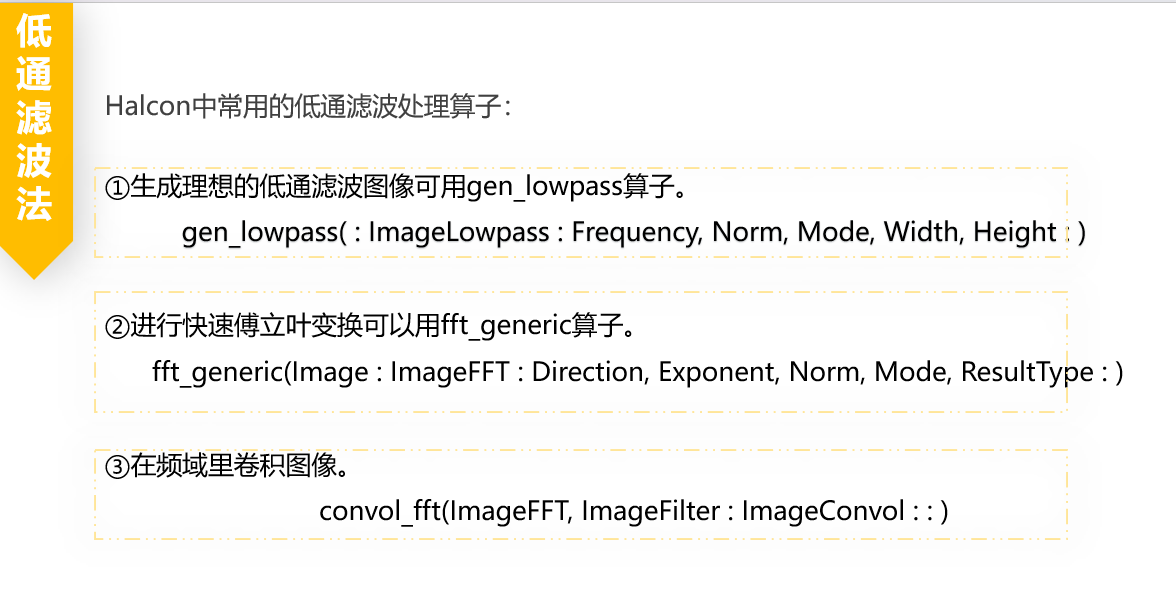 低通滤波法
Halcon中常用的低通滤波处理算子：
①生成理想的低通滤波图像可用gen_lowpass算子。
gen_lowpass( : ImageLowpass : Frequency, Norm, Mode, Width, Height : )
②进行快速傅立叶变换可以用fft_generic算子。
fft_generic(Image : ImageFFT : Direction, Exponent, Norm, Mode, ResultType : )
③在频域里卷积图像。
convol_fft(ImageFFT, ImageFilter : ImageConvol : : )